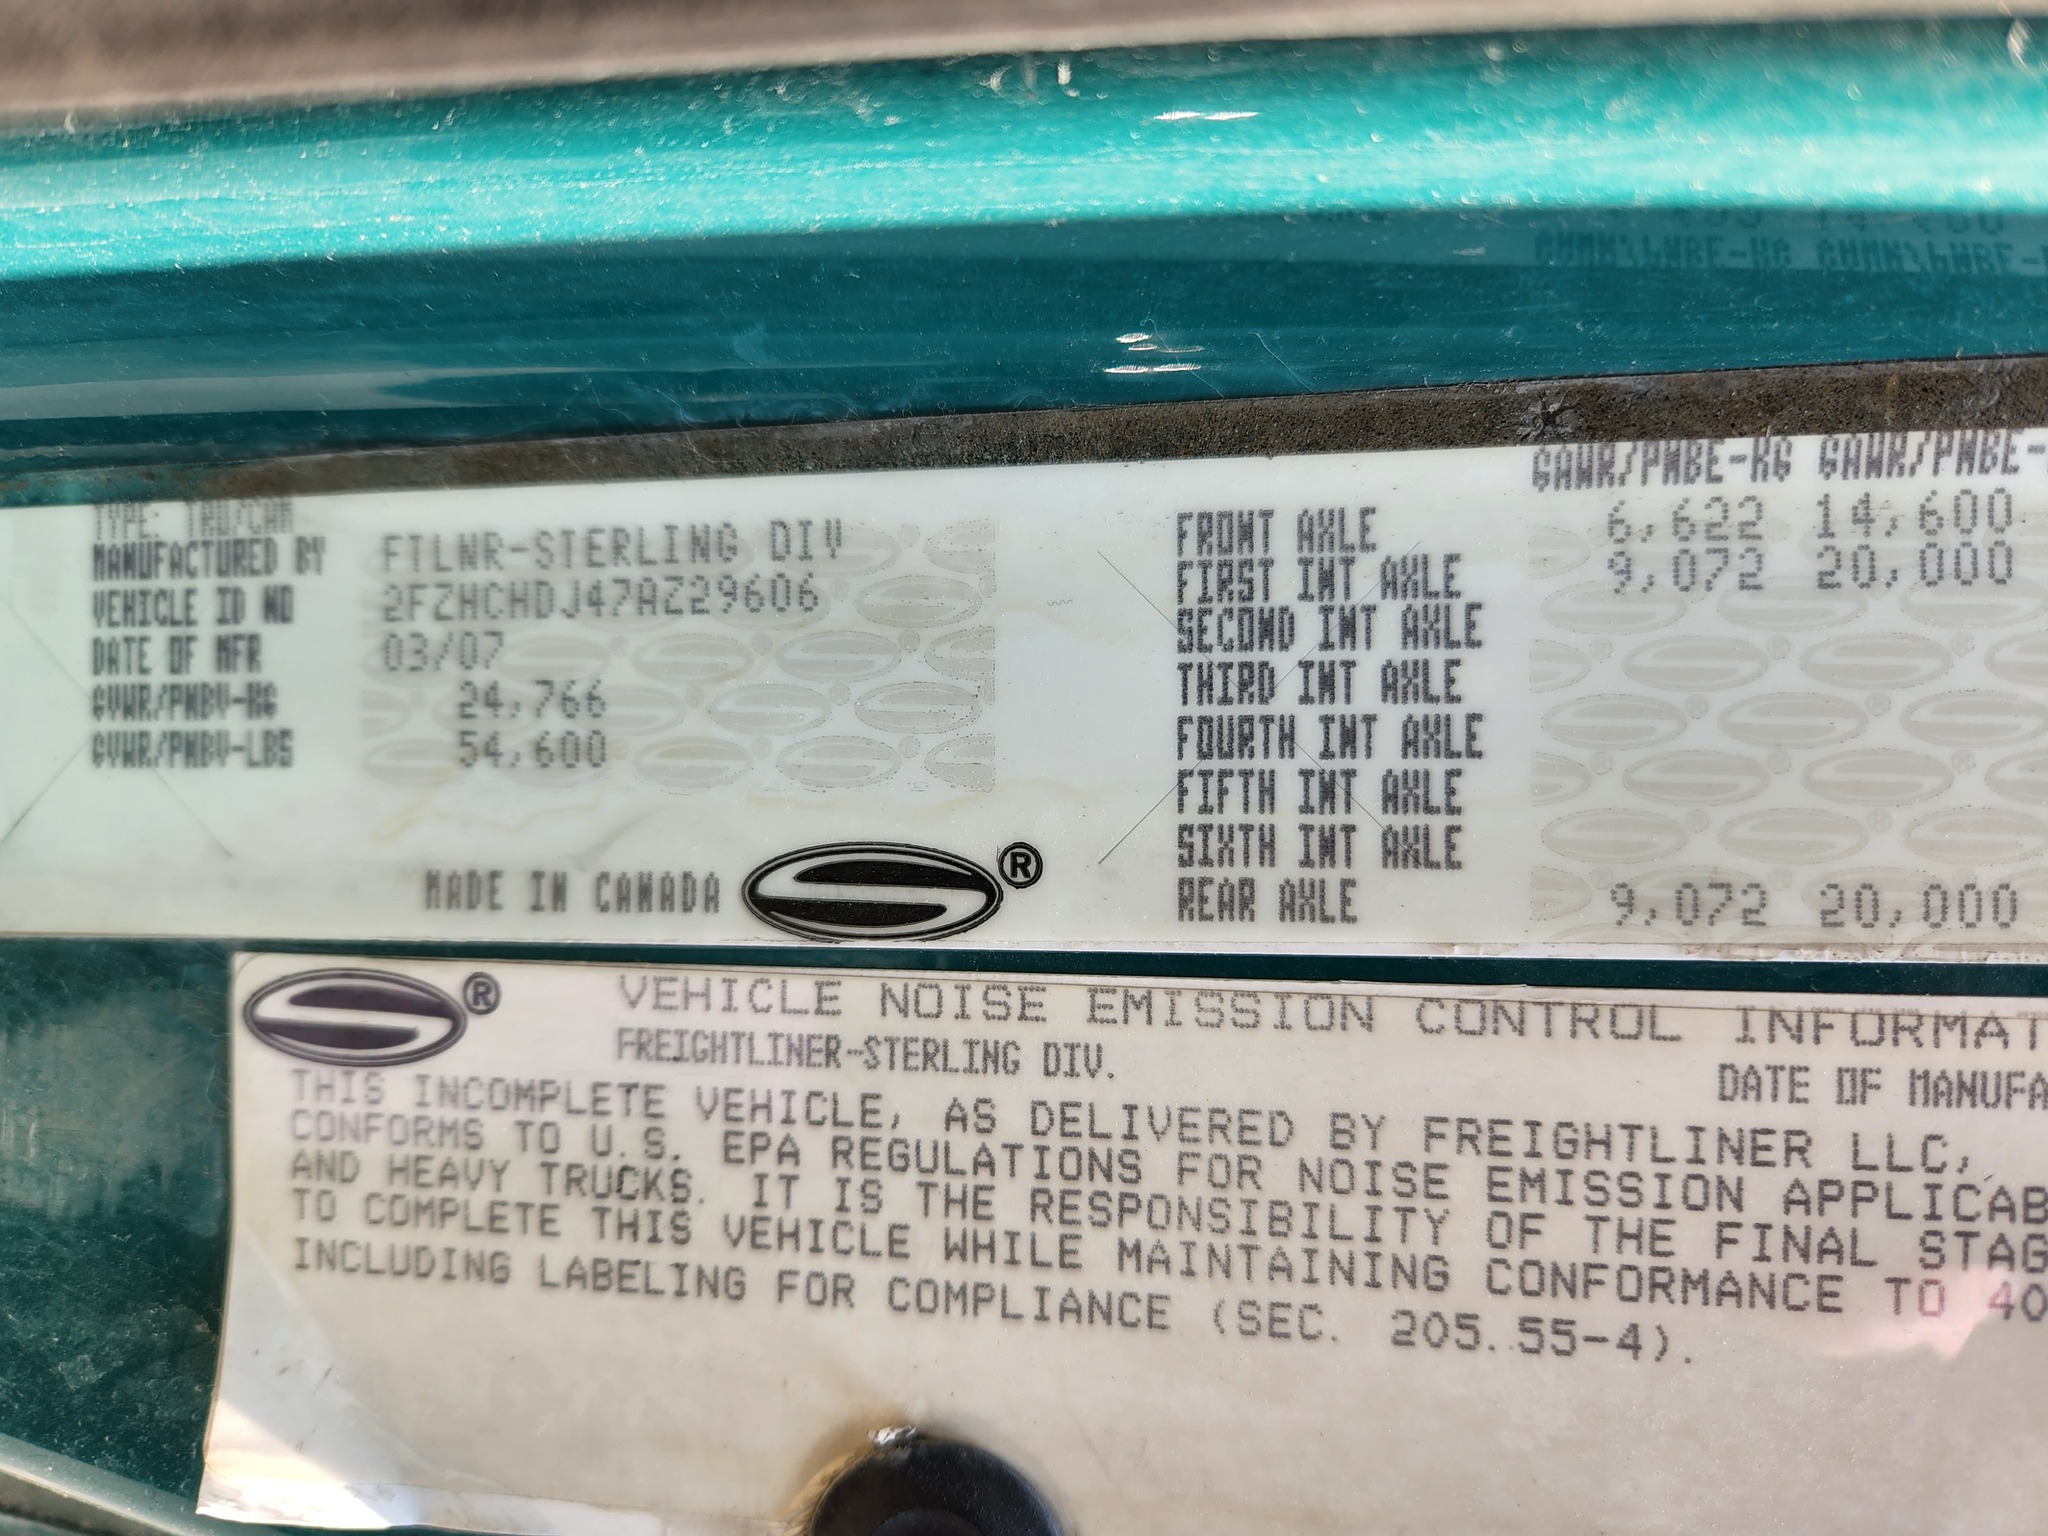 TYPE: TRU/CAM
MANUFACTURED BY FTLNR-STERLING DIV
VEHICLE ID NO 2FZHCHDJ47AZ29606
DATE OF MFR 03/07
GVWR/PNBV-KG 24,766
GVWR/PNBV-LBS 54,600
MADE IN CANADA ®
GAWR/PNBE-KG GAWR/PNBE-
FRONT AXLE 6,622 14,600
FIRST INT AXLE 9,072 20,000
SECOND INT AXLE
THIRD INT AXLE
FOURTH INT AXLE
FIFTH INT AXLE
SIXTH INT AXLE
REAR AXLE 9,072 20,000
® VEHICLE NOISE EMISSION CONTROL INFORMAT
FREIGHTLINER-STERLING DIV.
DATE OF MANUFA
THIS INCOMPLETE VEHICLE, AS DELIVERED BY FREIGHTLINER LLC,
CONFORMS TO U.S. EPA REGULATIONS FOR NOISE EMISSION APPLICAB
AND HEAVY TRUCKS. IT IS THE RESPONSIBILITY OF THE FINAL STAG
TO COMPLETE THIS VEHICLE WHILE MAINTAINING CONFORMANCE TO 40
INCLUDING LABELING FOR COMPLIANCE (SEC. 205.55-4).